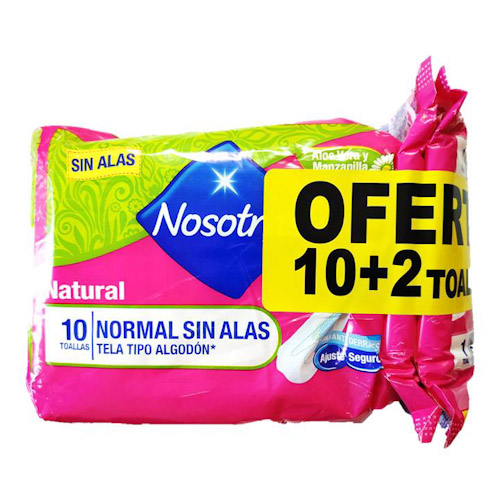 SIN ALAS
Aloe Vera y
Manzanilla
Nosotr
OFERT
10+2 TOAL
Natural
10
TOALLAS
NORMAL SIN ALAS
TELA TIPO ALGODÓN*
Ajuste Seguro